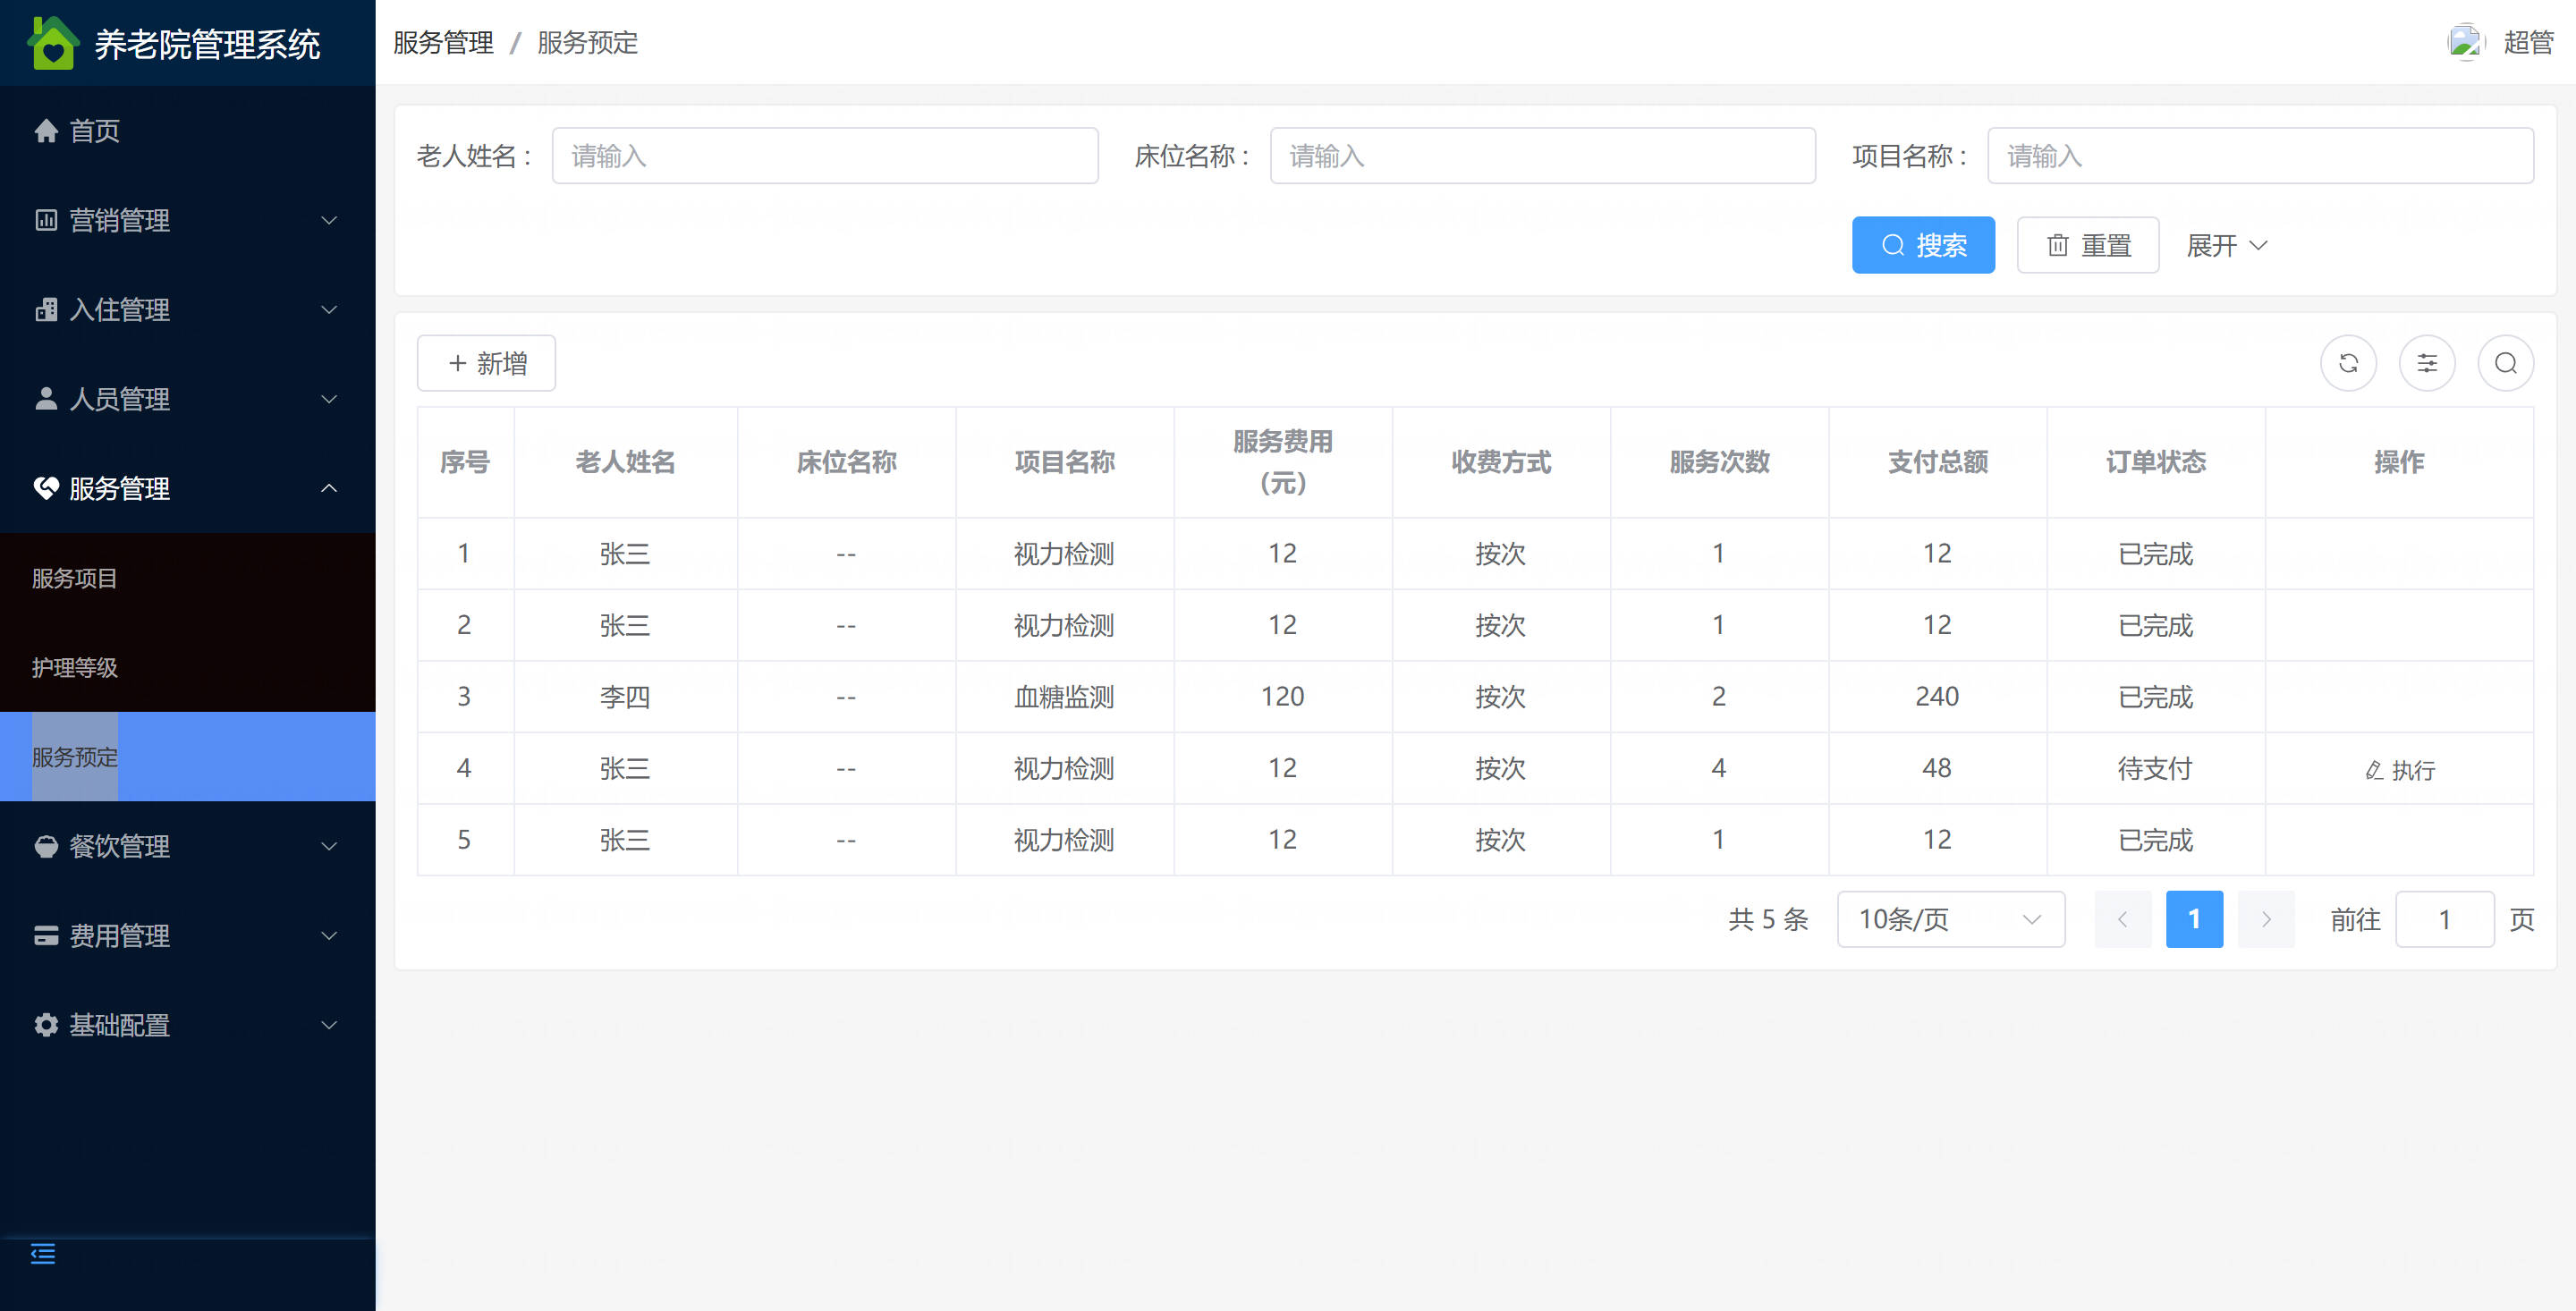 养老院管理系统
服务管理 / 服务预定
超管
首页
营销管理
入住管理
人员管理
服务管理
服务项目
护理等级
服务预定
餐饮管理
费用管理
基础配置
老人姓名： 请输入 床位名称： 请输入 项目名称： 请输入
搜索 重置 展开
新增
序号 老人姓名 床位名称 项目名称 服务费用（元） 收费方式 服务次数 支付总额 订单状态 操作
1 张三 -- 视力检测 12 按次 1 12 已完成
2 张三 -- 视力检测 12 按次 1 12 已完成
3 李四 -- 血糖监测 120 按次 2 240 已完成
4 张三 -- 视力检测 12 按次 4 48 待支付 执行
5 张三 -- 视力检测 12 按次 1 12 已完成
共 5 条 10条/页 1 前往 1 页